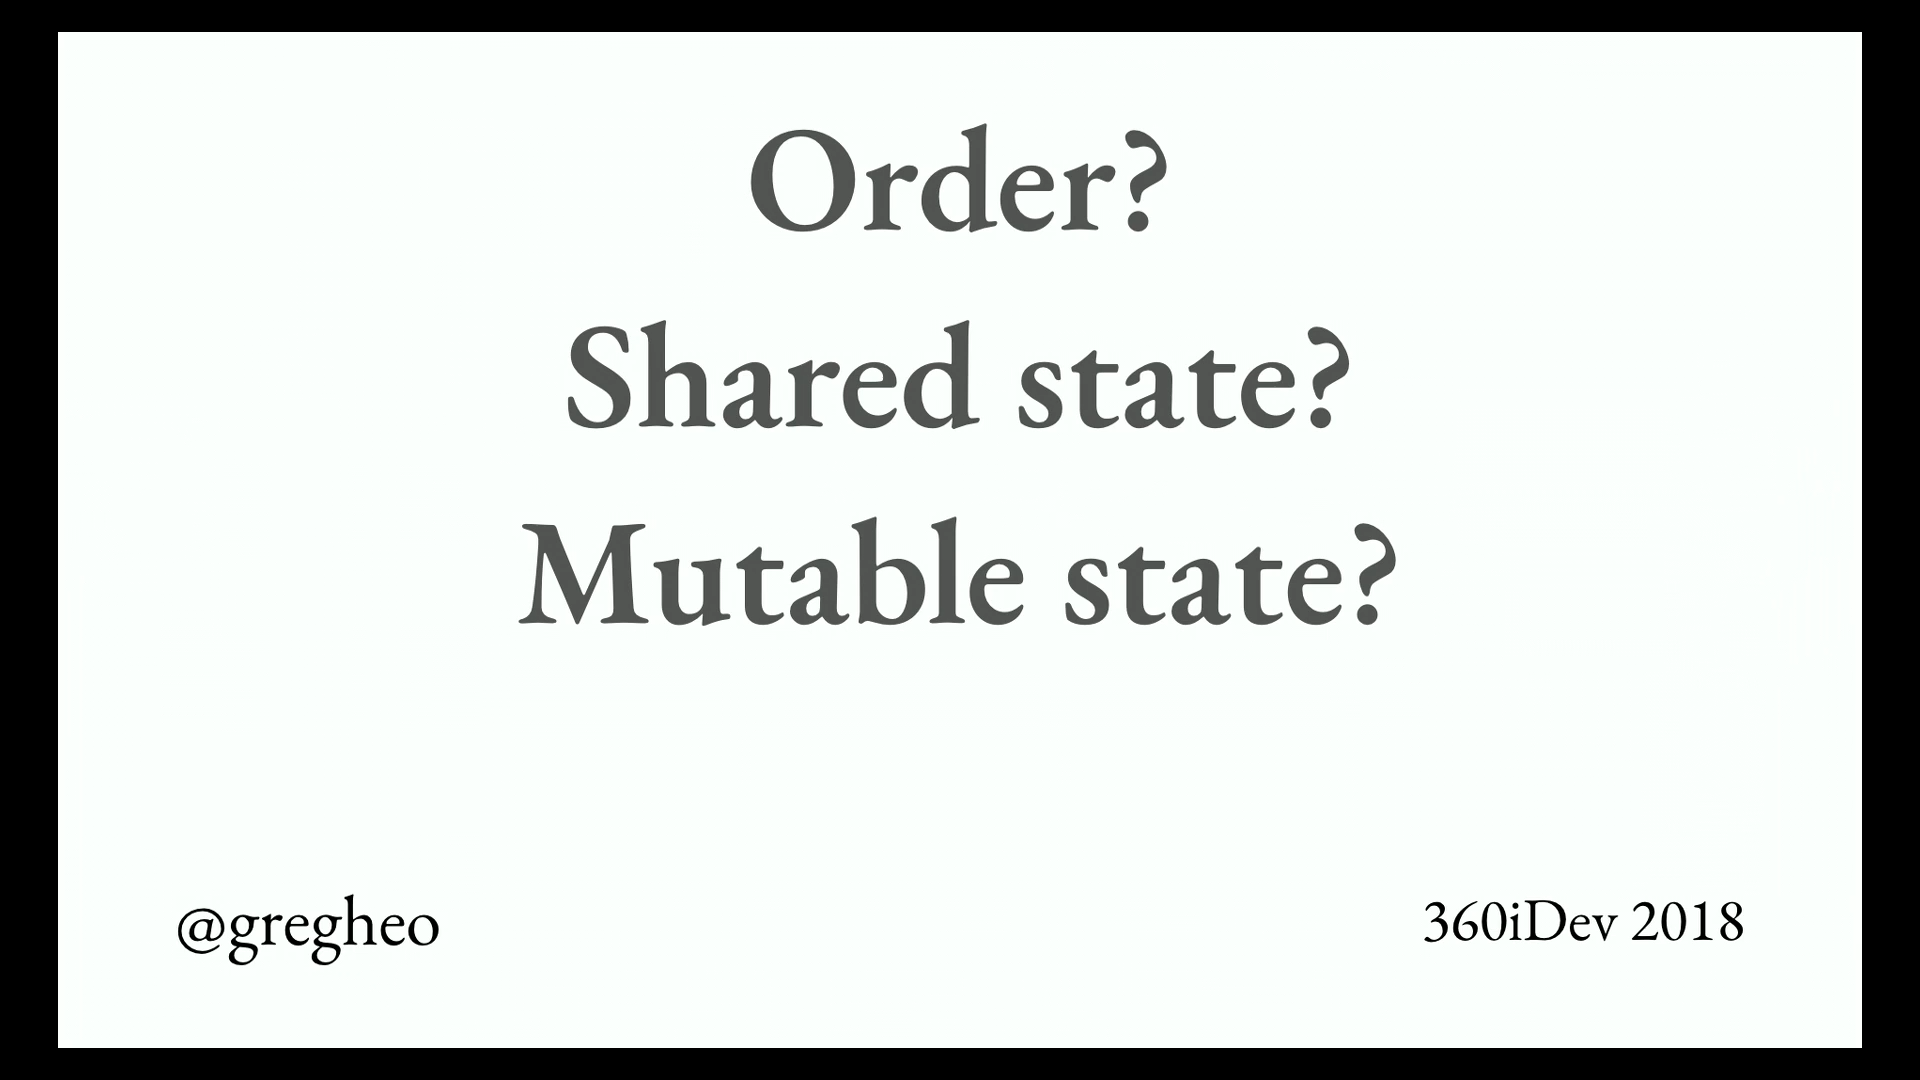 Order?
Shared state?
Mutable state?
@gregheo
360iDev 2018